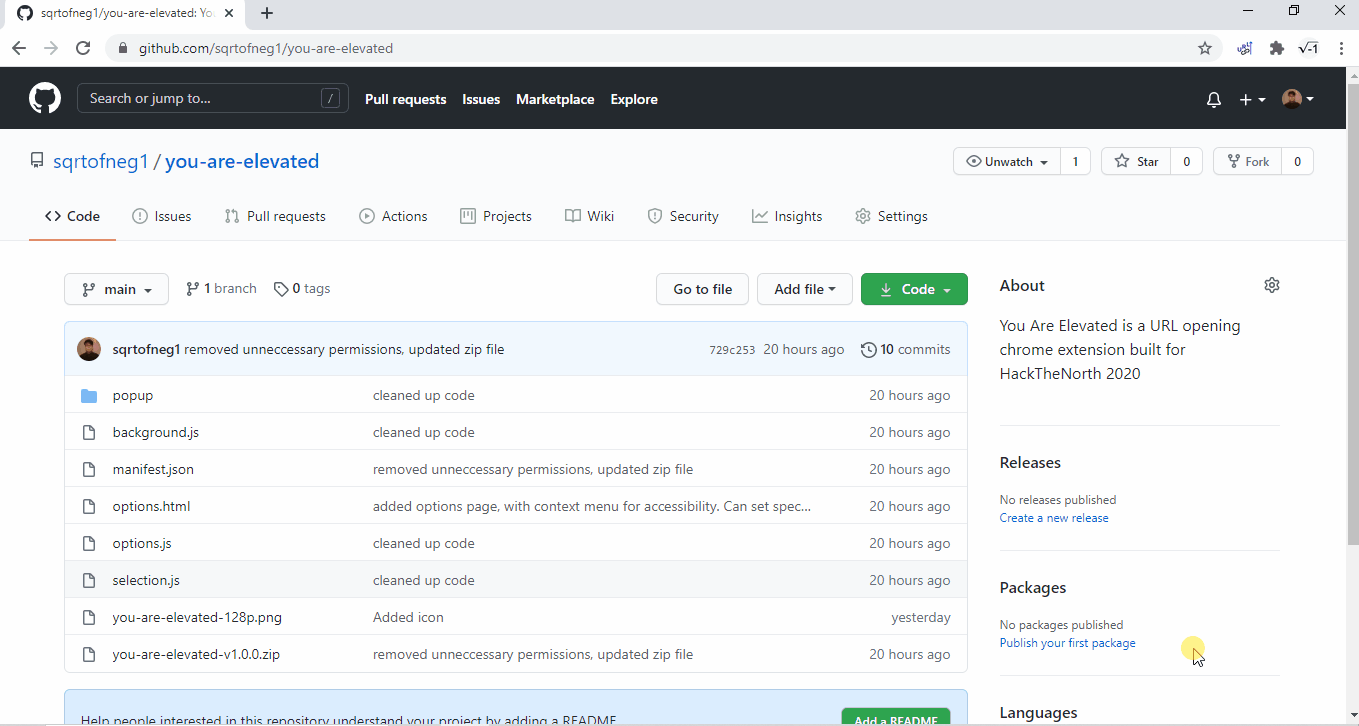 sqrtofneg1/you-are-elevated: Yo
github.com/sqrtofneg1/you-are-elevated
√-1
Search or jump to... /
Pull requests Issues Marketplace Explore
sqrtofneg1 / you-are-elevated
Unwatch 1 Star 0 Fork 0
Code Issues Pull requests Actions Projects Wiki Security Insights Settings
main 1 branch 0 tags Go to file Add file Code
sqrtofneg1 removed unneccessary permissions, updated zip file 729c253 20 hours ago 10 commits
popup cleaned up code 20 hours ago
background.js cleaned up code 20 hours ago
manifest.json removed unneccessary permissions, updated zip file 20 hours ago
options.html added options page, with context menu for accessibility. Can set spec... 20 hours ago
options.js cleaned up code 20 hours ago
selection.js cleaned up code 20 hours ago
you-are-elevated-128p.png Added icon yesterday
you-are-elevated-v1.0.0.zip removed unneccessary permissions, updated zip file 20 hours ago
Help people interested in this repository understand your project by adding a README. Add a README
About
You Are Elevated is a URL opening
chrome extension built for
HackTheNorth 2020
Releases
No releases published
Create a new release
Packages
No packages published
Publish your first package
Languages